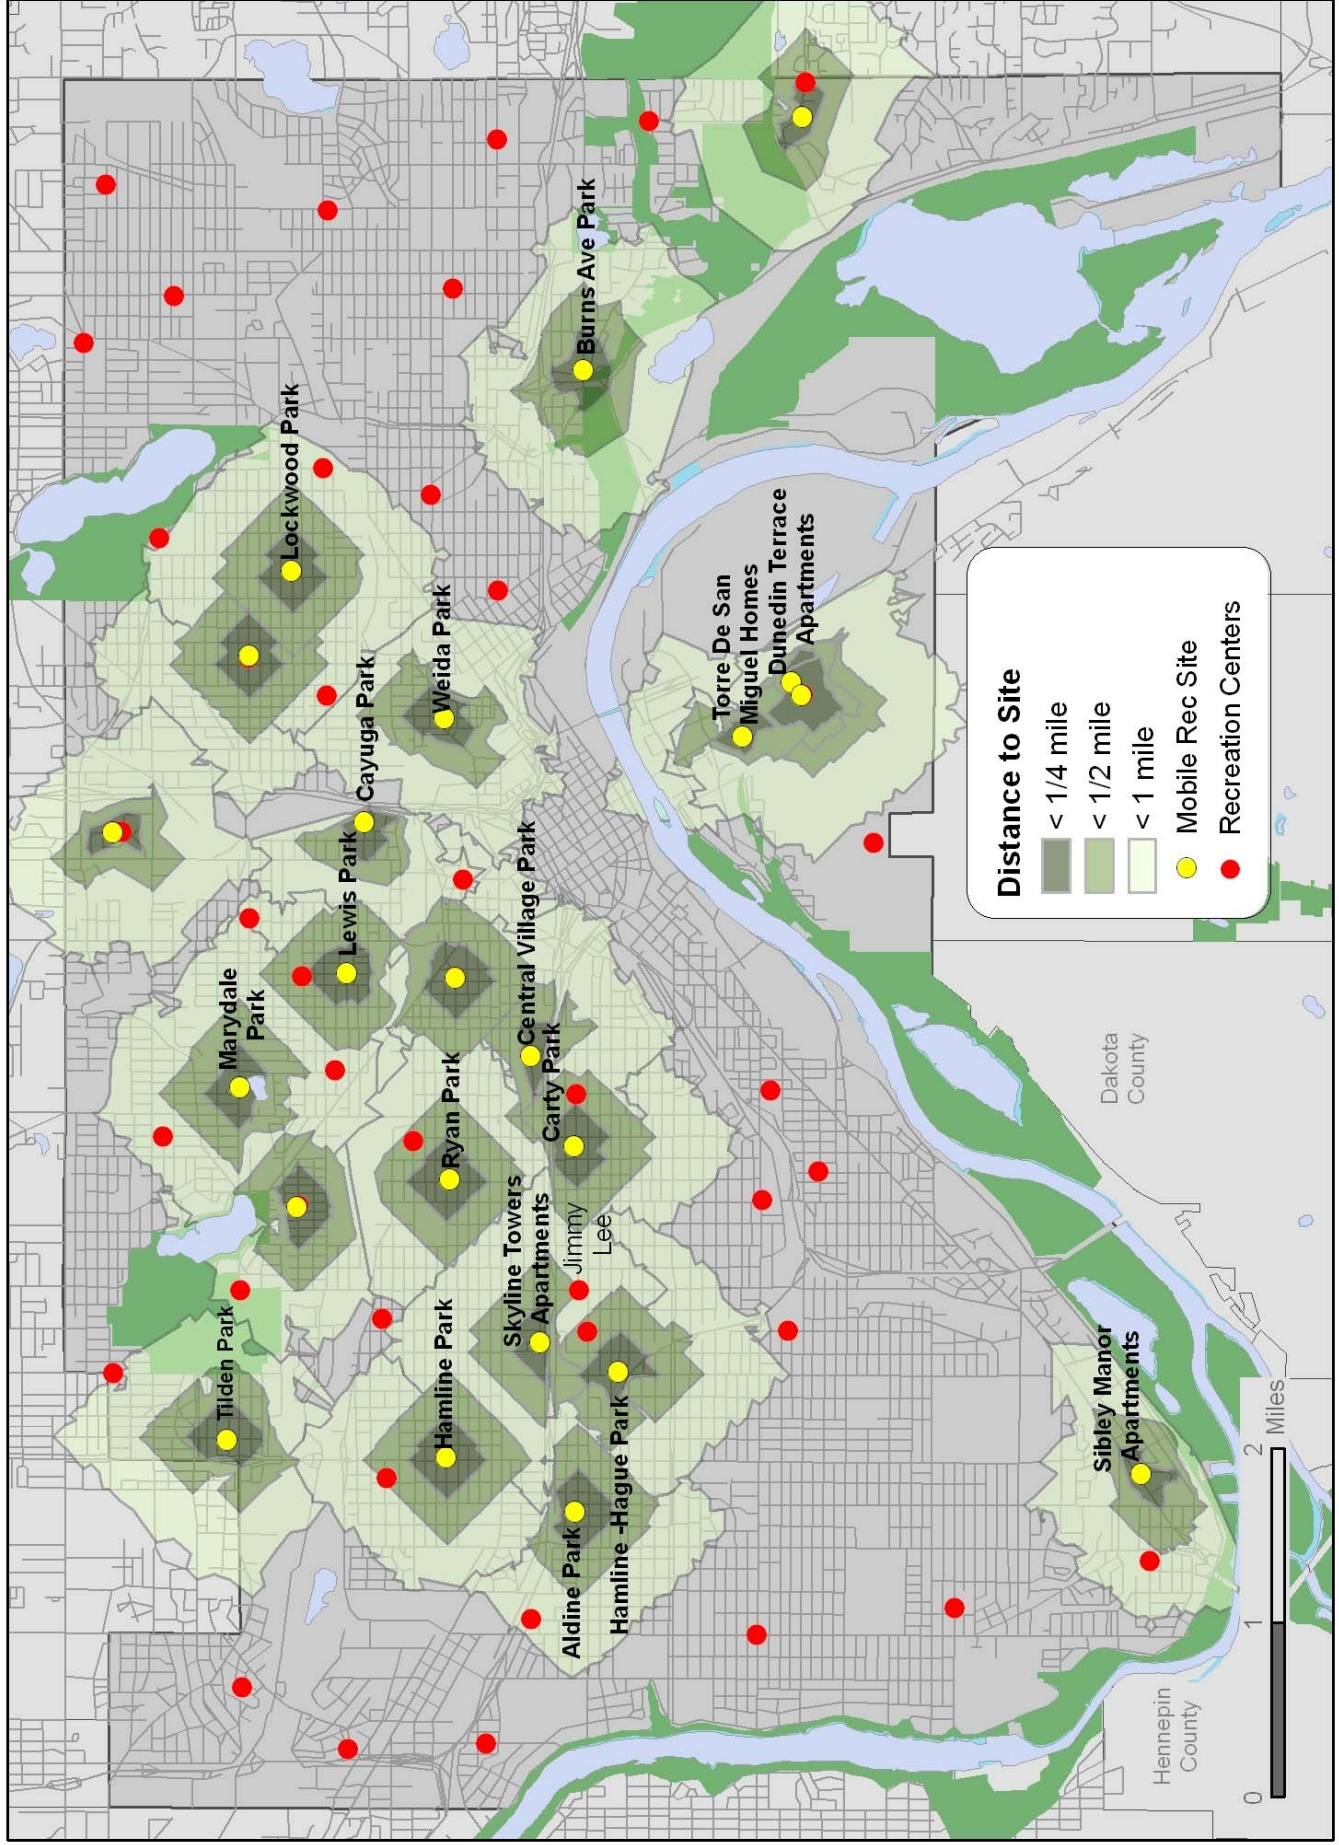 Tilden Park
Marydale
Park
Lockwood Park
Lewis Park
Cayuga Park
Hamline Park
Ryan Park
Weida Park
Skyline Towers
Apartments
Central Village Park
Carty Park
Jimmy
Lee
Aldine Park
Hamline -Hague Park
Burns Ave Park
Torre De San
Miguel Homes
Dunedin Terrace
Apartments
Sibley Manor
Apartments
Hennepin
County
Dakota
County
Distance to Site
< 1/4 mile
< 1/2 mile
< 1 mile
Mobile Rec Site
Recreation Centers
0 1 2
Miles